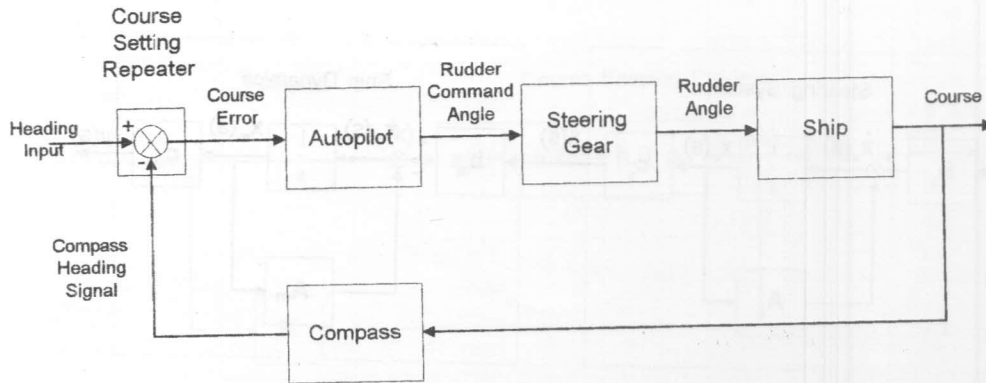 Course
Setting
Repeater
Heading
Input
+
-
Course
Error
Autopilot
Rudder
Command
Angle
Steering
Gear
Rudder
Angle
Ship
Course
Compass
Heading
Signal
Compass